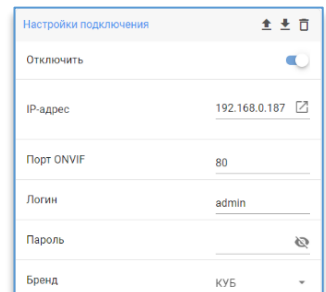 Настройки подключения
Отключить
IP-адрес 192.168.0.187
Порт ONVIF 80
Логин admin
Пароль
Бренд КУБ